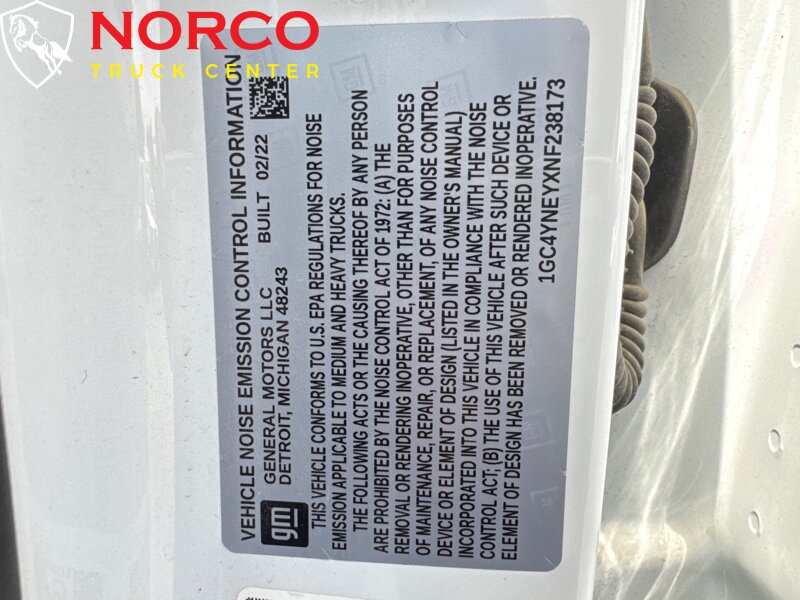 NORCO
TRUCK CENTER
VEHICLE NOISE EMISSION CONTROL INFORMATION
gm
GENERAL MOTORS LLC
DETROIT, MICHIGAN 48243 BUILT 02/22
THIS VEHICLE CONFORMS TO U.S. EPA REGULATIONS FOR NOISE
EMISSION APPLICABLE TO MEDIUM AND HEAVY TRUCKS.
THE FOLLOWING ACTS OR THE CAUSING THEREOF BY ANY PERSON
ARE PROHIBITED BY THE NOISE CONTROL ACT OF 1972: (A) THE
REMOVAL OR RENDERING INOPERATIVE, OTHER THAN FOR PURPOSES
OF MAINTENANCE, REPAIR, OR REPLACEMENT, OF ANY NOISE CONTROL
DEVICE OR ELEMENT OF DESIGN (LISTED IN THE OWNER'S MANUAL)
INCORPORATED INTO THIS VEHICLE IN COMPLIANCE WITH THE NOISE
CONTROL ACT; (B) THE USE OF THIS VEHICLE AFTER SUCH DEVICE OR
ELEMENT OF DESIGN HAS BEEN REMOVED OR RENDERED INOPERATIVE.
1GC4YNEYXNF238173